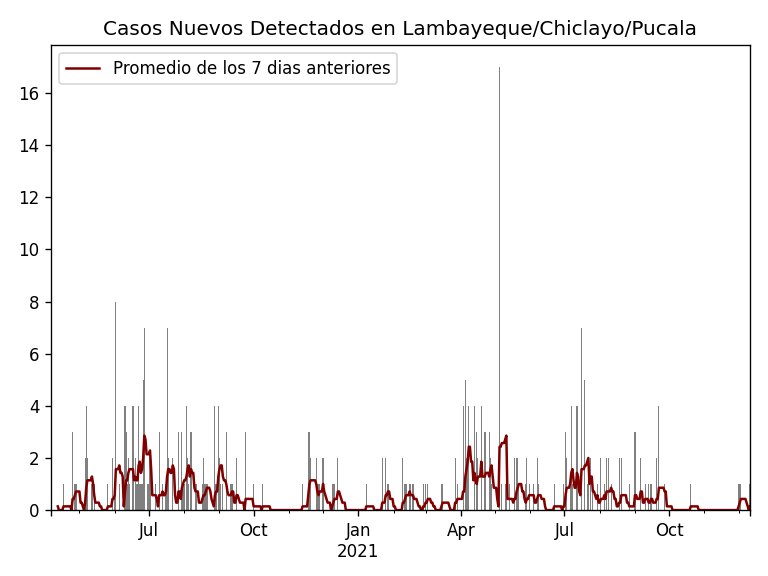 Casos Nuevos Detectados en Lambayeque/Chiclayo/Pucala
Promedio de los 7 dias anteriores
16
14
12
10
8
6
4
2
0
Jul
Oct
Jan
2021
Apr
Jul
Oct